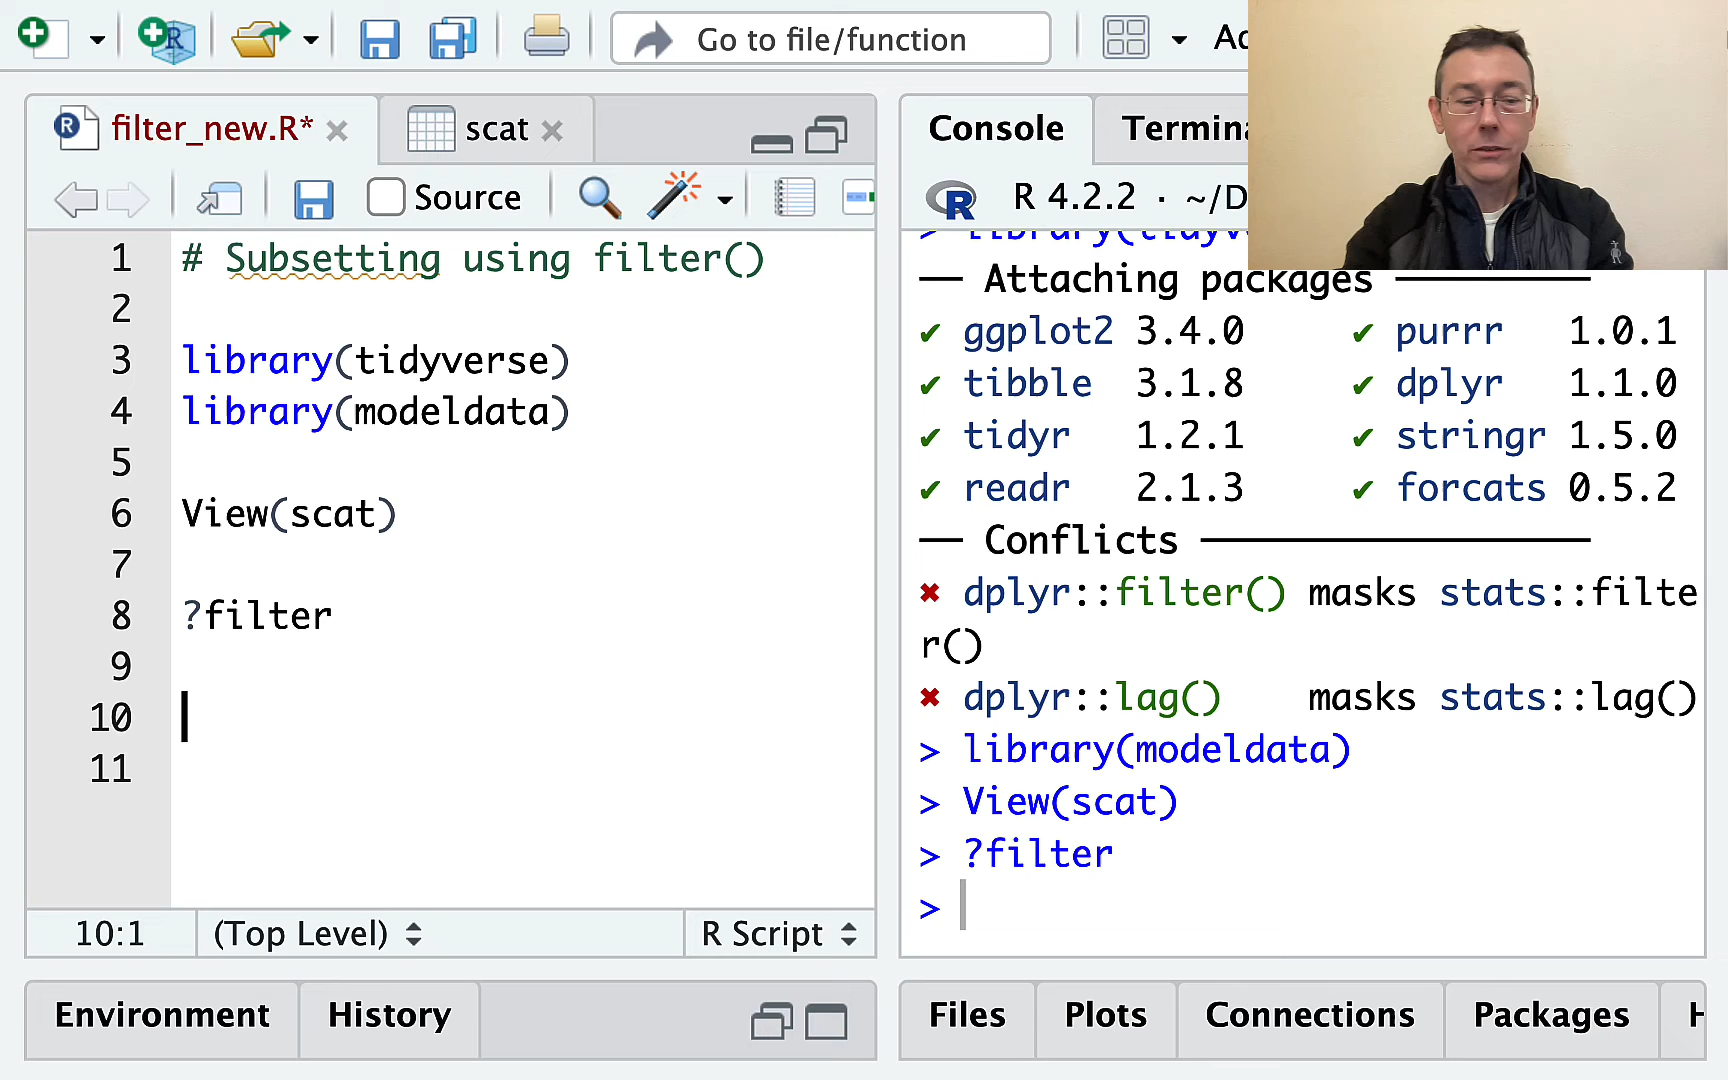 Go to file/function
filter_new.R*
scat
Source
1 # Subsetting using filter()
2
3 library(tidyverse)
4 library(modeldata)
5
6 View(scat)
7
8 ?filter
9
10
11
10:1 (Top Level) R Script
Environment History
Console
R 4.2.2 · ~/D
── Attaching packages ──────────
✔ ggplot2 3.4.0 ✔ purrr 1.0.1
✔ tibble 3.1.8 ✔ dplyr 1.1.0
✔ tidyr 1.2.1 ✔ stringr 1.5.0
✔ readr 2.1.3 ✔ forcats 0.5.2
── Conflicts ──────────────────
✖ dplyr::filter() masks stats::filte
r()
✖ dplyr::lag() masks stats::lag()
> library(modeldata)
> View(scat)
> ?filter
>
Files Plots Connections Packages